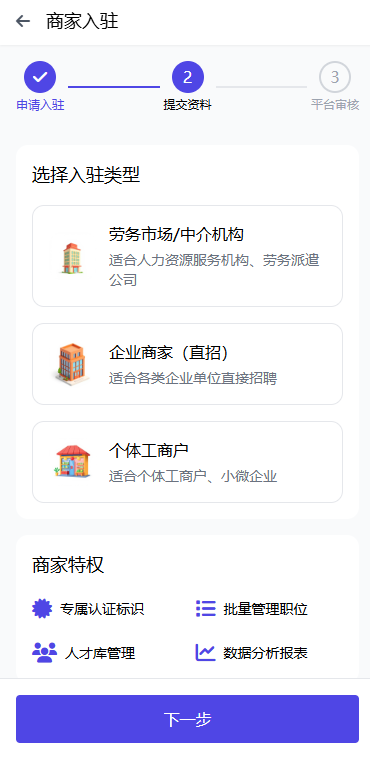 商家入驻
2
3
申请入驻
提交资料
平台审核
选择入驻类型
劳务市场/中介机构
适合人力资源服务机构、劳务派遣
公司
企业商家（直招）
适合各类企业单位直接招聘
个体工商户
适合个体工商户、小微企业
商家特权
专属认证标识
批量管理职位
人才库管理
数据分析报表
下一步